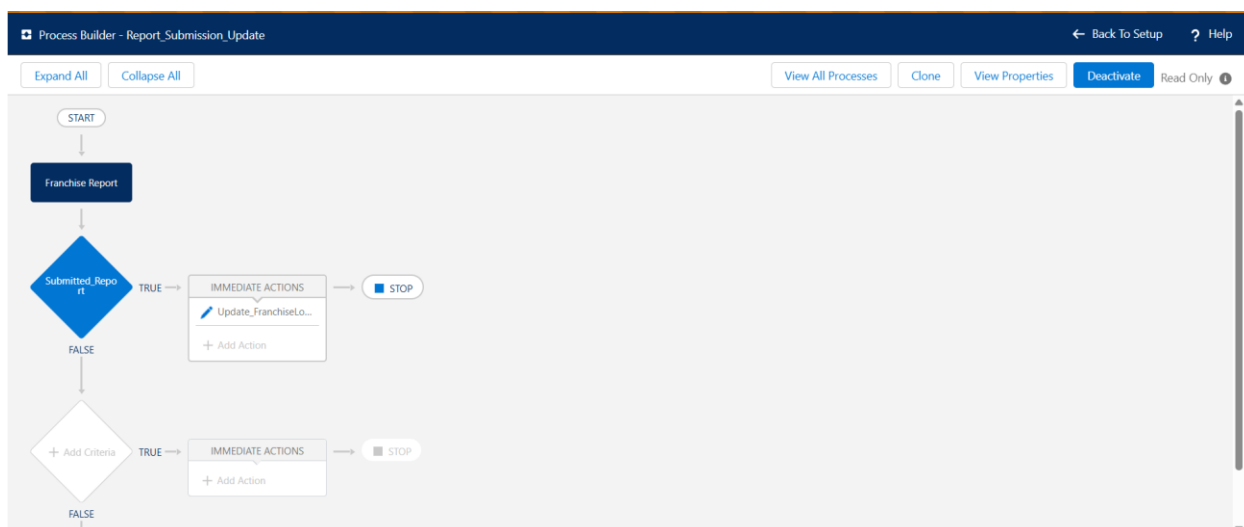 Process Builder - Report_Submission_Update
Back To Setup
? Help
Expand All
Collapse All
View All Processes
Clone
View Properties
Deactivate
Read Only
START
Franchise Report
Submitted_Repo
rt
TRUE
IMMEDIATE ACTIONS
STOP
Update_FranchiseLo...
+ Add Action
FALSE
+ Add Criteria
TRUE
IMMEDIATE ACTIONS
STOP
+ Add Action
FALSE